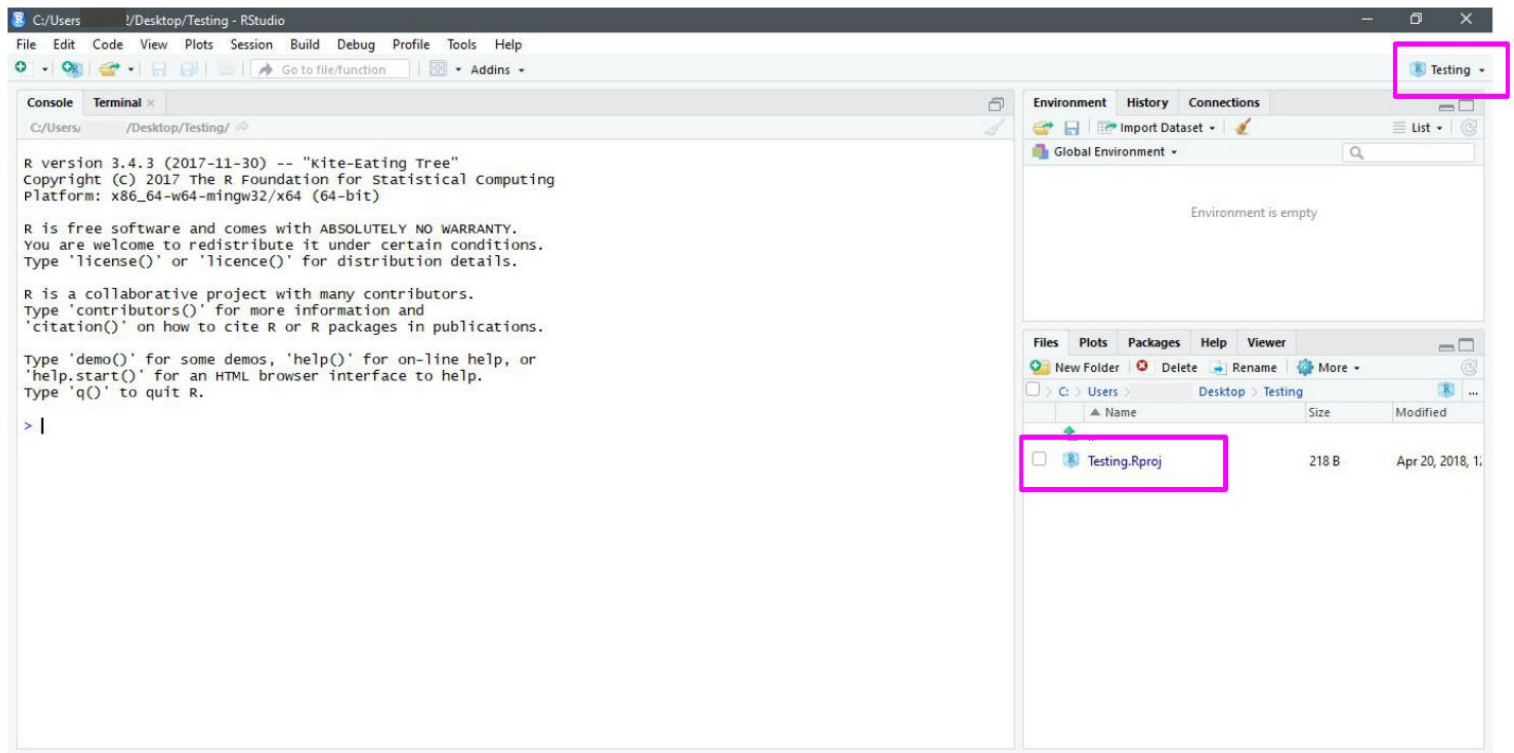 C:/Users !/Desktop/Testing - RStudio
File Edit Code View Plots Session Build Debug Profile Tools Help
Go to file/function Addins
Testing
Console Terminal
C:/Users/ /Desktop/Testing/
R version 3.4.3 (2017-11-30) -- "Kite-Eating Tree"
Copyright (C) 2017 The R Foundation for Statistical Computing
Platform: x86_64-w64-mingw32/x64 (64-bit)
R is free software and comes with ABSOLUTELY NO WARRANTY.
You are welcome to redistribute it under certain conditions.
Type 'license()' or 'licence()' for distribution details.
R is a collaborative project with many contributors.
Type 'contributors()' for more information and
'citation()' on how to cite R or R packages in publications.
Type 'demo()' for some demos, 'help()' for on-line help, or
'help.start()' for an HTML browser interface to help.
Type 'q()' to quit R.
>
Environment History Connections
Import Dataset List
Global Environment
Environment is empty
Files Plots Packages Help Viewer
New Folder Delete Rename More
C: > Users > Desktop > Testing ...
Name Size Modified
..
Testing.Rproj 218 B Apr 20, 2018, 1